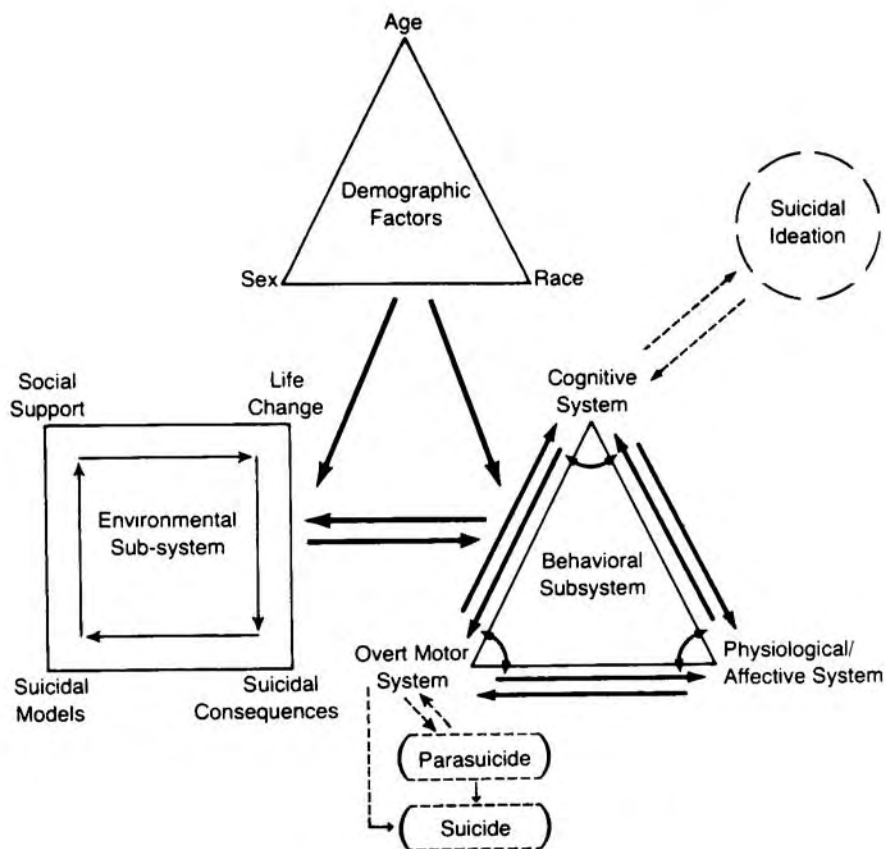 Age
Demographic
Factors
Sex
Race
Suicidal
Ideation
Social
Support
Life
Change
Cognitive
System
Environmental
Sub-system
Behavioral
Subsystem
Overt Motor
System
Physiological/
Affective System
Suicidal
Models
Suicidal
Consequences
Parasuicide
Suicide